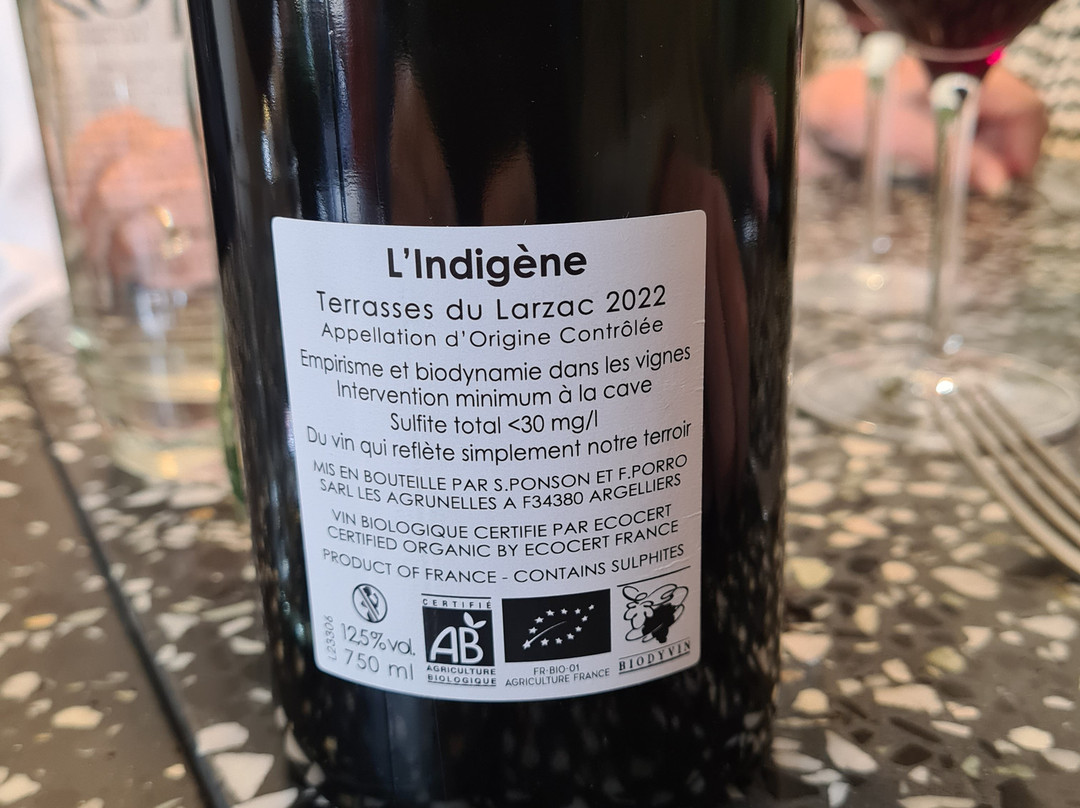 L'Indigène
Terrasses du Larzac 2022
Appellation d'Origine Contrôlée
Empirisme et biodynamie dans les vignes
Intervention minimum à la cave
Sulfite total <30 mg/l
Du vin qui reflète simplement notre terroir
MIS EN BOUTEILLE PAR S.PONSON ET F.PORRO
SARL LES AGRUNELLES A F34380 ARGELLIERS
VIN BIOLOGIQUE CERTIFIE PAR ECOCERT
CERTIFIED ORGANIC BY ECOCERT FRANCE
PRODUCT OF FRANCE - CONTAINS SULPHITES
L23306
12,5%vol.
750 ml
CERTIFIÉ
AB
AGRICULTURE
BIOLOGIQUE
FR-BIO-01
AGRICULTURE FRANCE
BIODYVIN